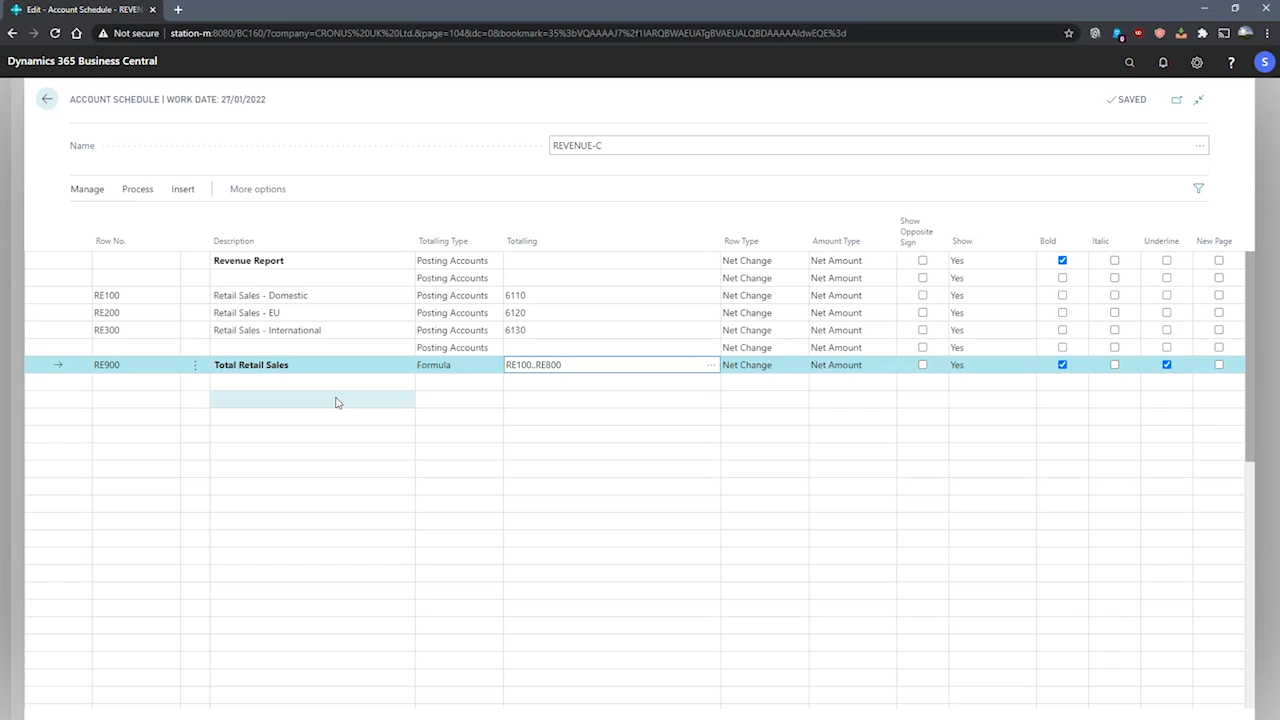 Edit - Account Schedule - REVEN
Not secure station-m:8080/BC160/?company=CRONUS%20UK%20Ltd.&page=104&dc=0&bookmark=35%3bVQAAAAJ7%2f1IARQBWAEUATgBVAEUALQBDAAAAAIdwEQE%3d
Dynamics 365 Business Central
? S
ACCOUNT SCHEDULE | WORK DATE: 27/01/2022
SAVED
Name REVENUE-C
Manage Process Insert More options
Row No. Description Totalling Type Totalling Row Type Amount Type Show Opposite Sign Show Bold Italic Underline New Page
Revenue Report Posting Accounts Net Change Net Amount Yes
Posting Accounts Net Change Net Amount Yes
RE100 Retail Sales - Domestic Posting Accounts 6110 Net Change Net Amount Yes
RE200 Retail Sales - EU Posting Accounts 6120 Net Change Net Amount Yes
RE300 Retail Sales - International Posting Accounts 6130 Net Change Net Amount Yes
Posting Accounts Net Change Net Amount Yes
RE900 Total Retail Sales Formula RE100..RE800 Net Change Net Amount Yes